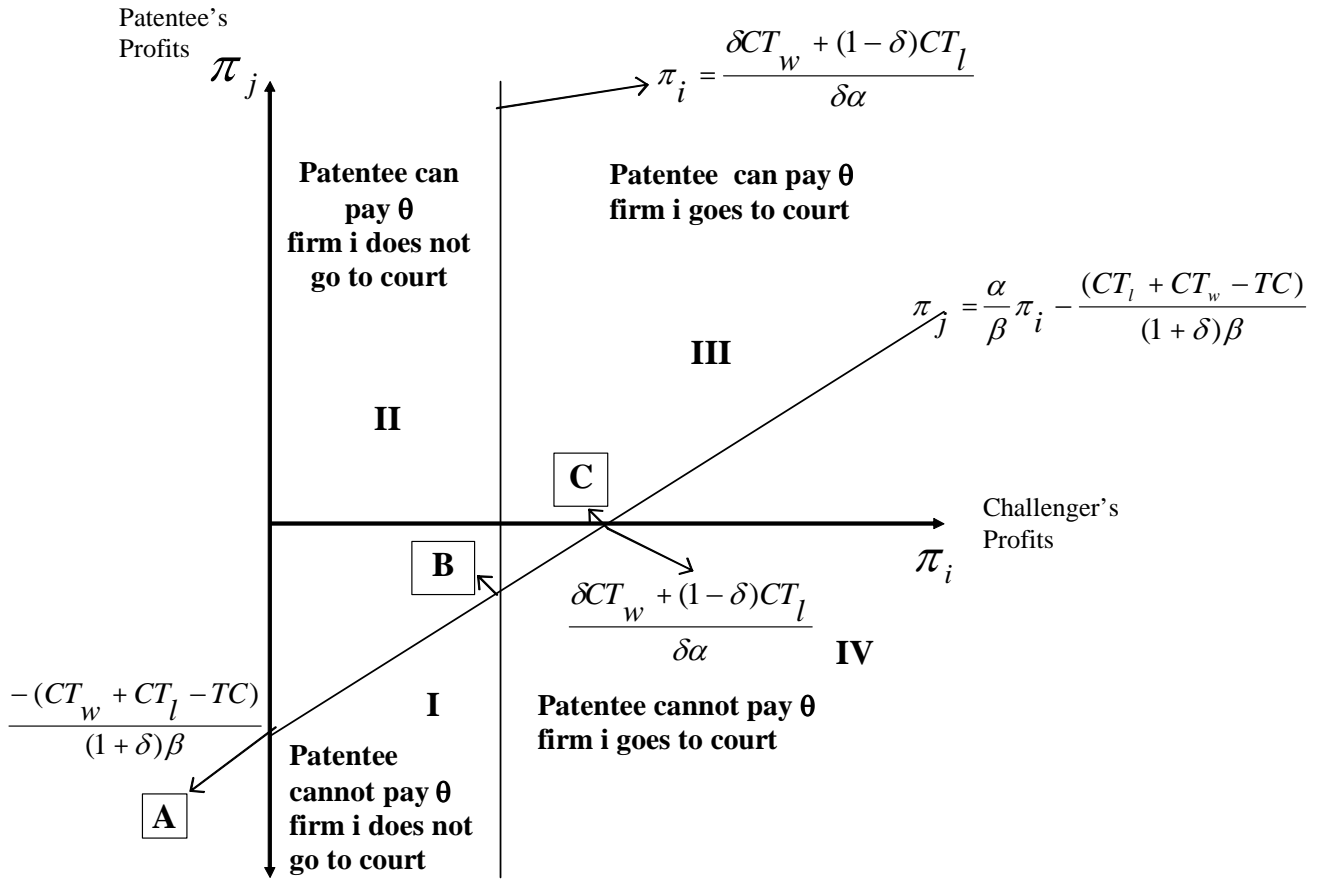 Patentee's
Profits
π_j
π_i = (δCT_w + (1 − δ)CT_l) / (δα)
Patentee can
pay θ
firm i does not
go to court
Patentee can pay θ
firm i goes to court
π_j = (α/β)π_i − (CT_l + CT_w − TC) / ((1 + δ)β)
III
II
C
Challenger's
Profits
π_i
B
(δCT_w + (1 − δ)CT_l) / (δα)
IV
−(CT_w + CT_l − TC) / ((1 + δ)β)
I
Patentee cannot pay θ
firm i goes to court
Patentee
cannot pay θ
firm i does not
go to court
A